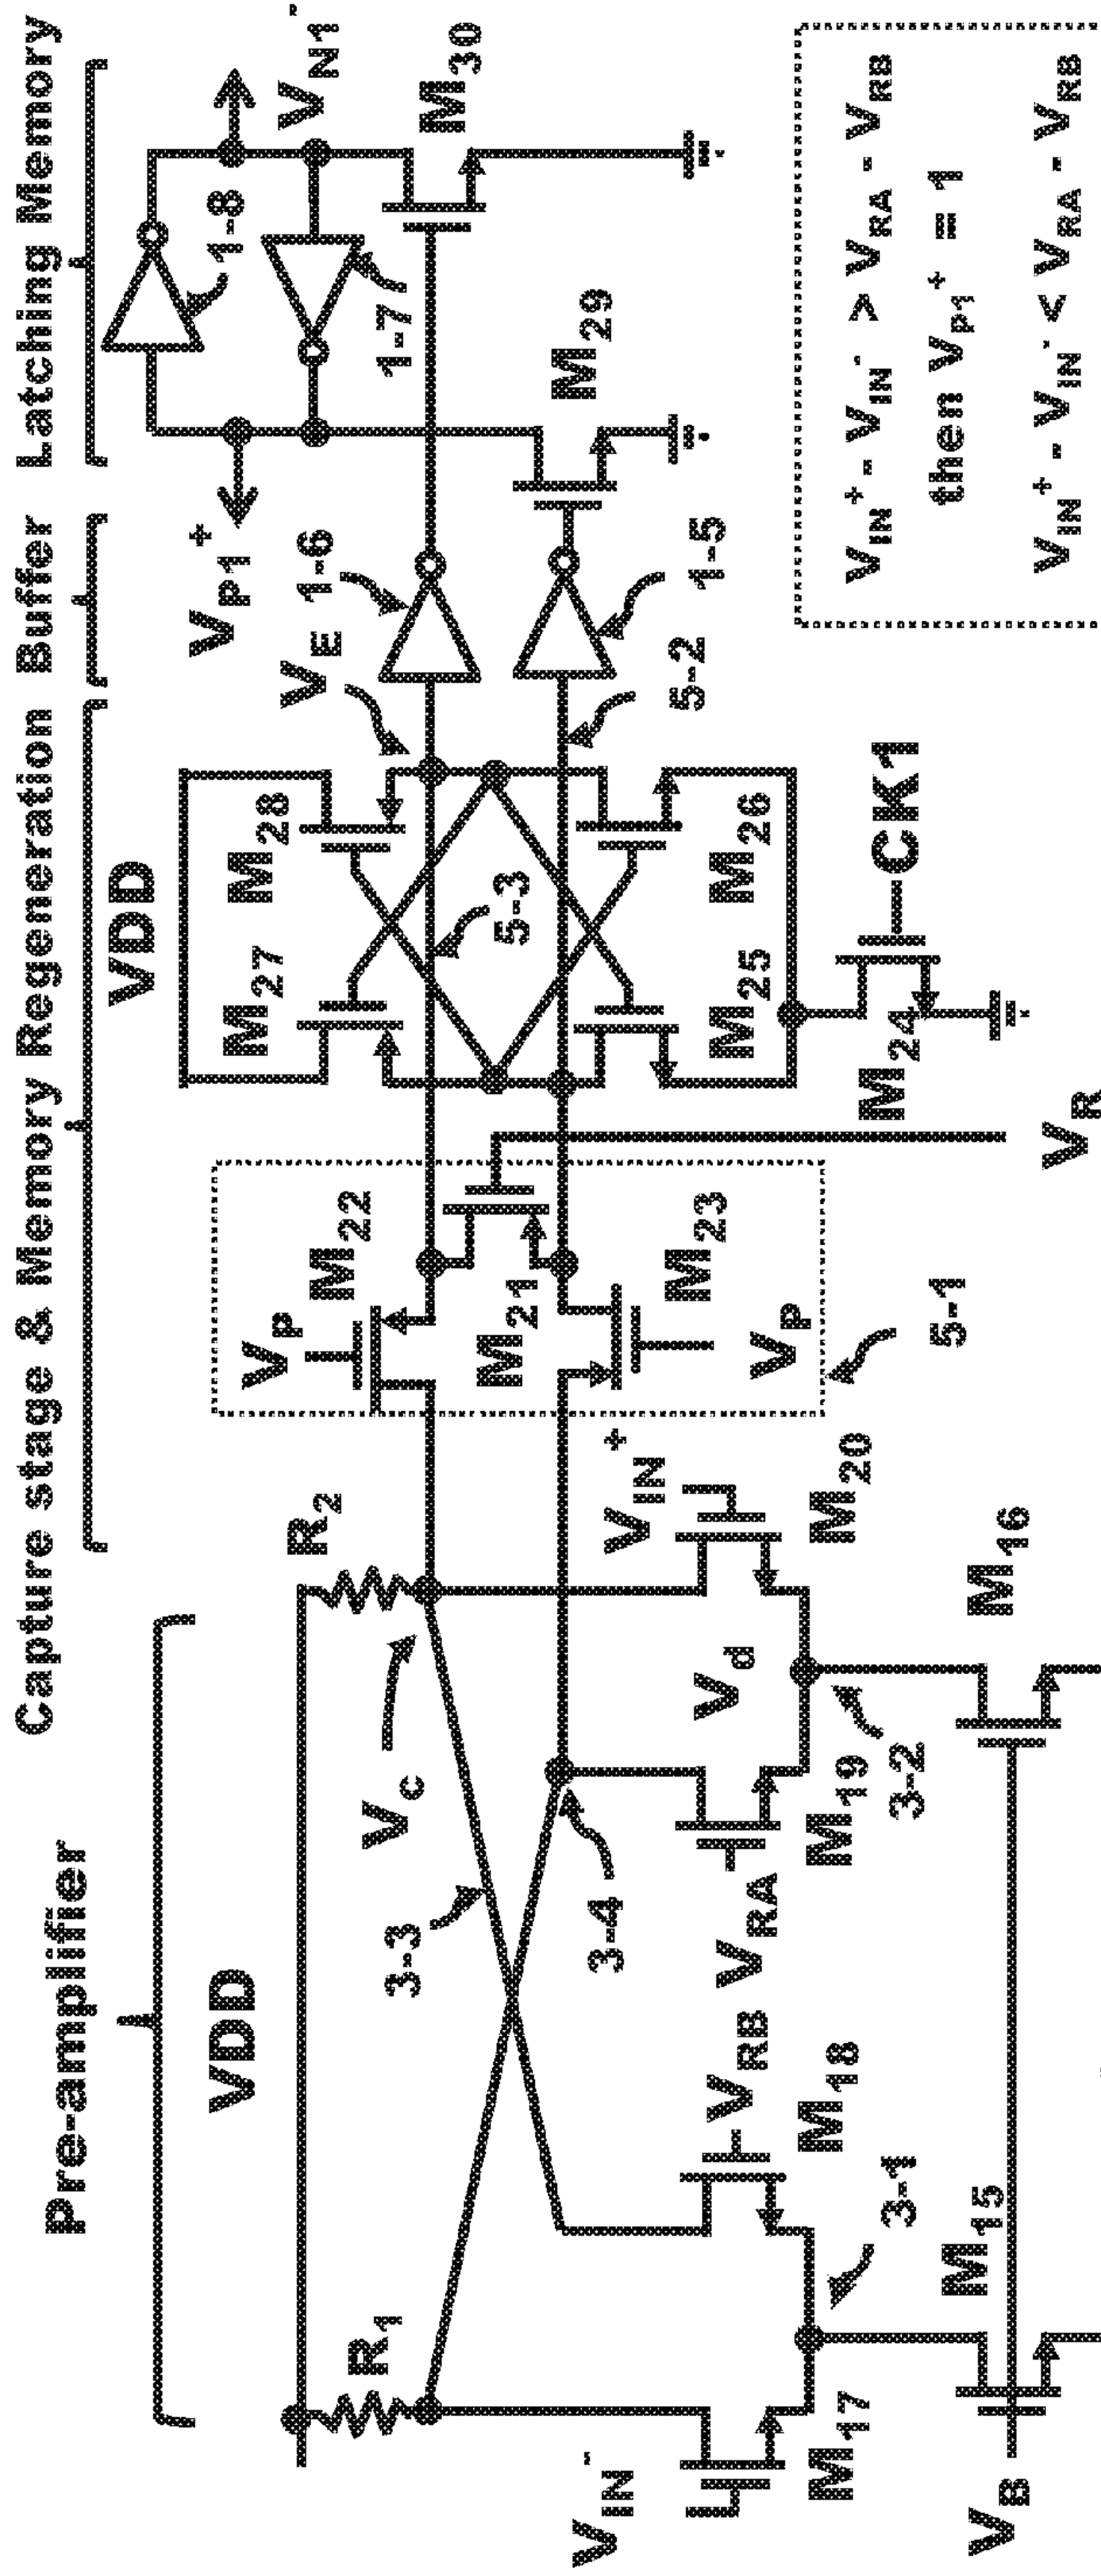 Pre-amplifier
Capture stage & Memory Regeneration
Buffer
Latching Memory
VDD
VDD
R1
R2
VC
3-3
3-4
VIN-
M17
M18
VRB
VRA
M19
Vd
VIN+
M20
3-1
3-2
VB
M15
M16
VP
M22
M21
M23
VP
5-1
VR
M27
M28
5-3
M25
M26
M24
CK1
VE
1-6
5-2
1-5
VP1+
1-8
1-77
VN1-
M29
M30
VIN+ - VIN- > VRA - VRB
then VP1+ = 1
VIN+ - VIN- < VRA - VRB